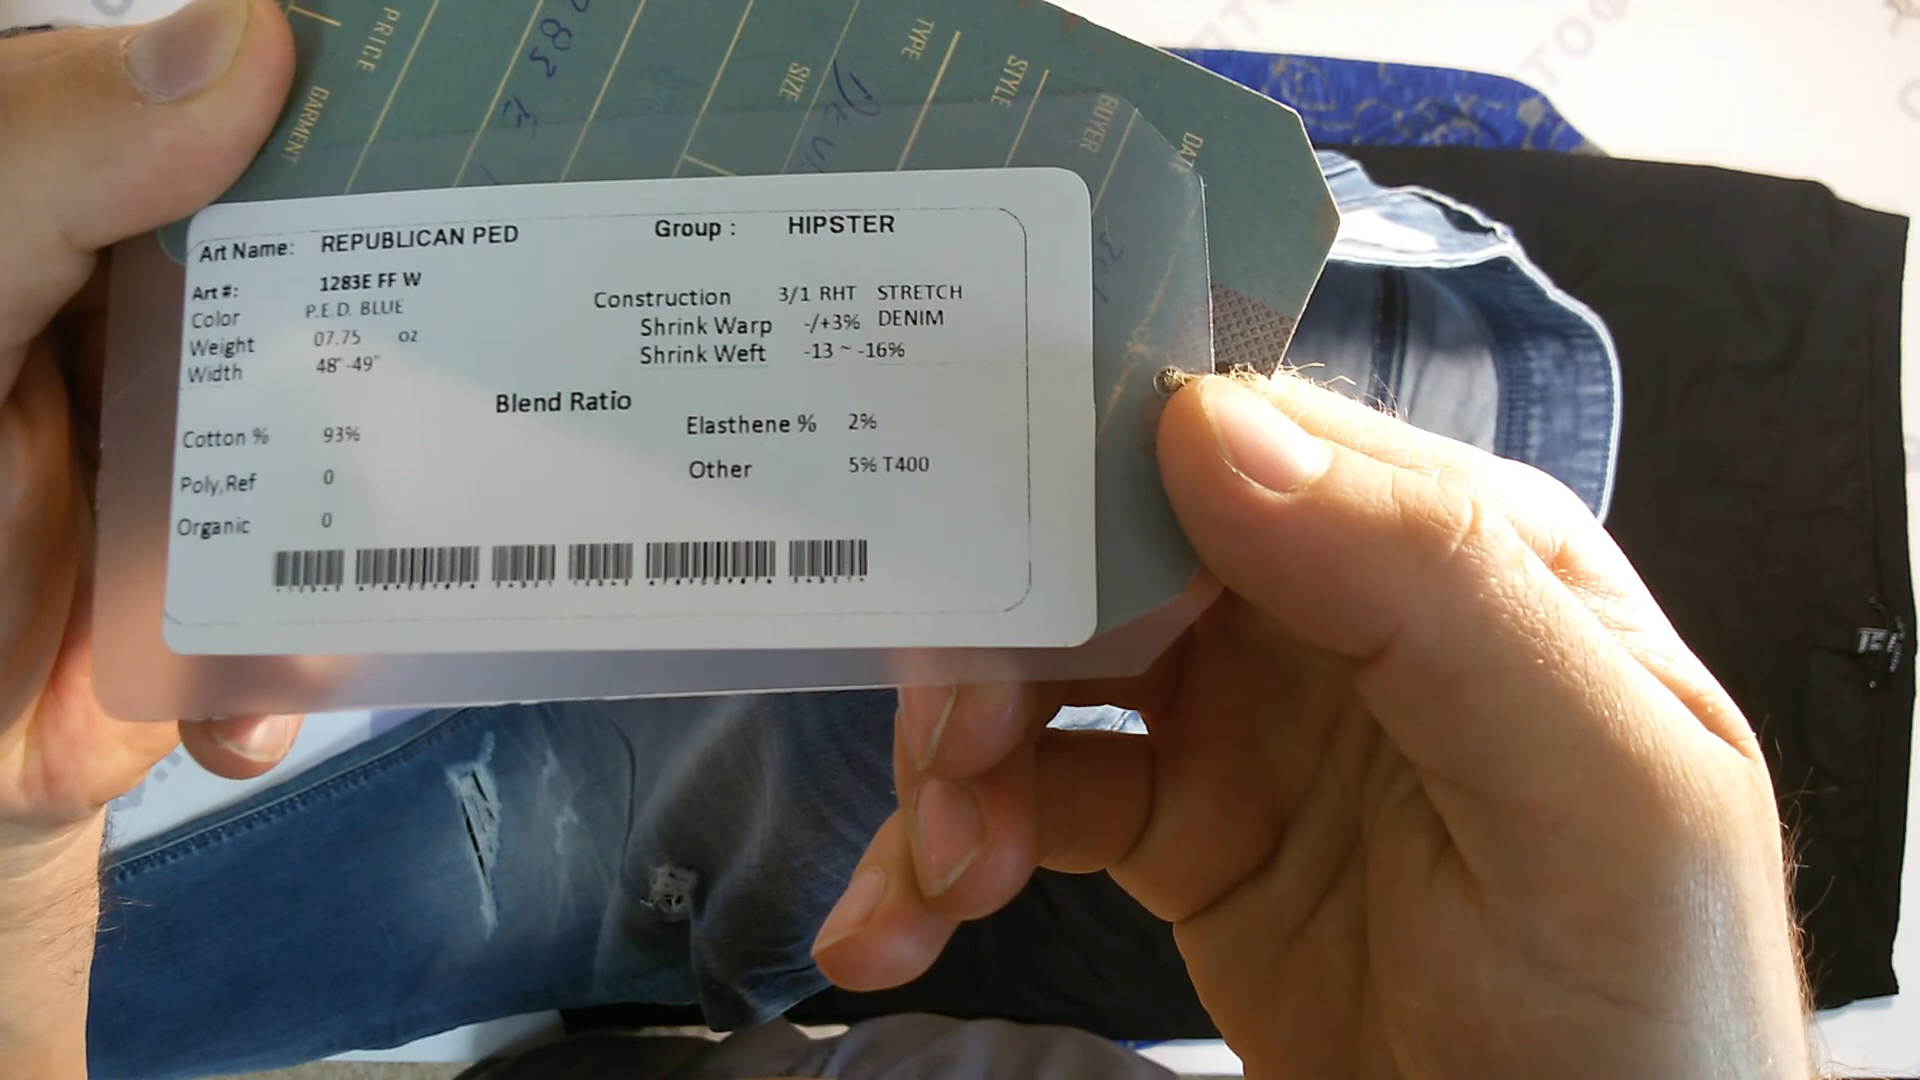 PRICE
GARMENT
TYPE
SIZE
STYLE
BUYER
283 E
Art Name: REPUBLICAN PED Group : HIPSTER
Art #: 1283E FF W
Color P.E.D. BLUE
Weight 07.75 oz
Width 48"-49"
Construction 3/1 RHT STRETCH
Shrink Warp -/+3% DENIM
Shrink Weft -13 ~ -16%
Blend Ratio
Cotton % 93% Elasthene % 2%
Poly,Ref 0 Other 5% T400
Organic 0